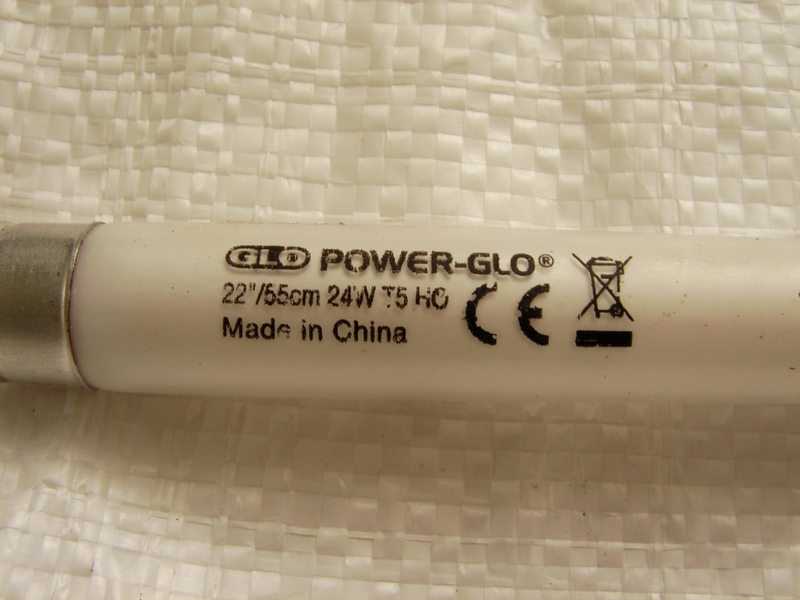 GLO POWER-GLO®
22"/55cm 24W T5 HO
Made in China
CE